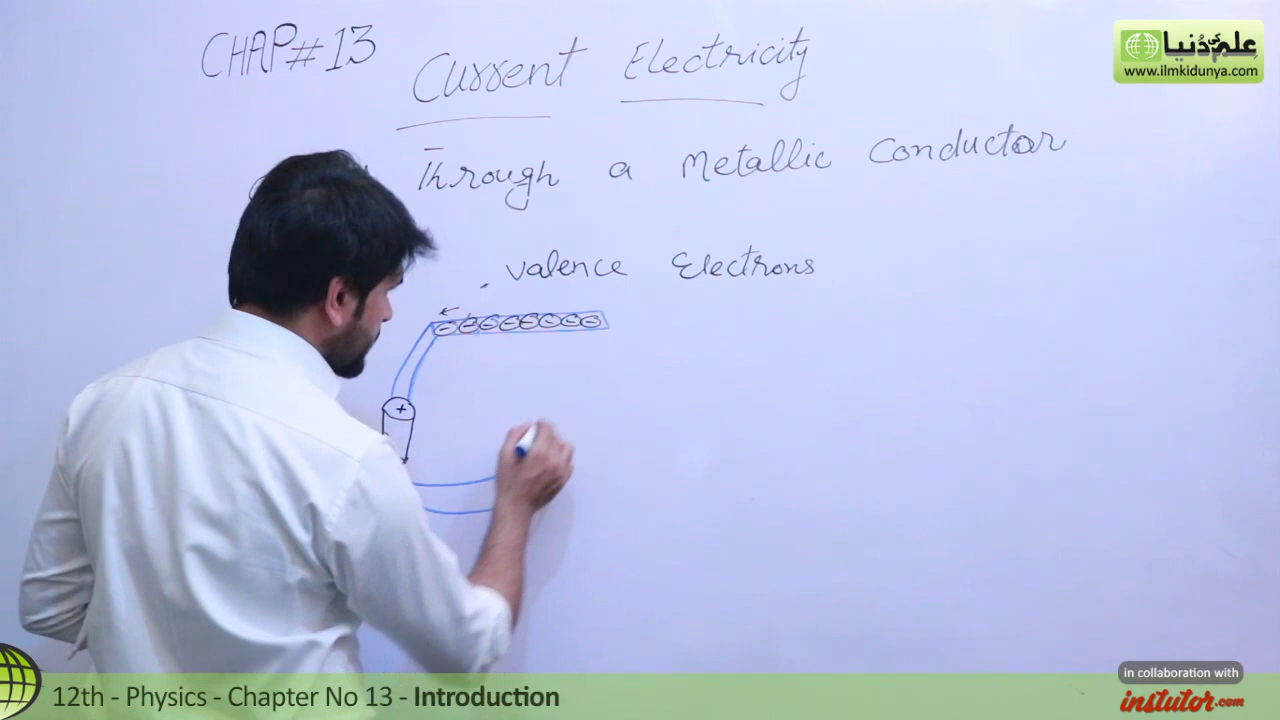 CHAP#13
Current Electricity
Through a Metallic Conductor
. valence Electrons
+
علم کی دُنیا
www.ilmkidunya.com
in collaboration with
instutor.com
12th - Physics - Chapter No 13 - Introduction